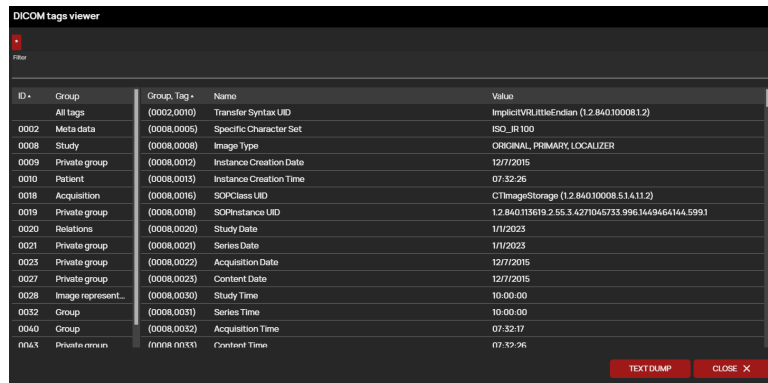 DICOM tags viewer
*
Filter
ID Group Group, Tag Name Value
All tags (0002,0010) Transfer Syntax UID ImplicitVRLittleEndian (1.2.840.10008.1.2)
0002 Meta data (0008,0005) Specific Character Set ISO_IR 100
0008 Study (0008,0008) Image Type ORIGINAL, PRIMARY, LOCALIZER
0009 Private group (0008,0012) Instance Creation Date 12/7/2015
0010 Patient (0008,0013) Instance Creation Time 07:32:26
0018 Acquisition (0008,0016) SOPClass UID CTImageStorage (1.2.840.10008.5.1.4.1.1.2)
0019 Private group (0008,0018) SOPInstance UID 1.2.840.113619.2.55.3.4271045733.996.1449464144.599.1
0020 Relations (0008,0020) Study Date 1/1/2023
0021 Private group (0008,0021) Series Date 1/1/2023
0023 Private group (0008,0022) Acquisition Date 12/7/2015
0027 Private group (0008,0023) Content Date 12/7/2015
0028 Image represent... (0008,0030) Study Time 10:00:00
0032 Group (0008,0031) Series Time 10:00:00
0040 Group (0008,0032) Acquisition Time 07:32:17
0043 Private group (0008,0033) Content Time 07:32:26
TEXT DUMP CLOSE X